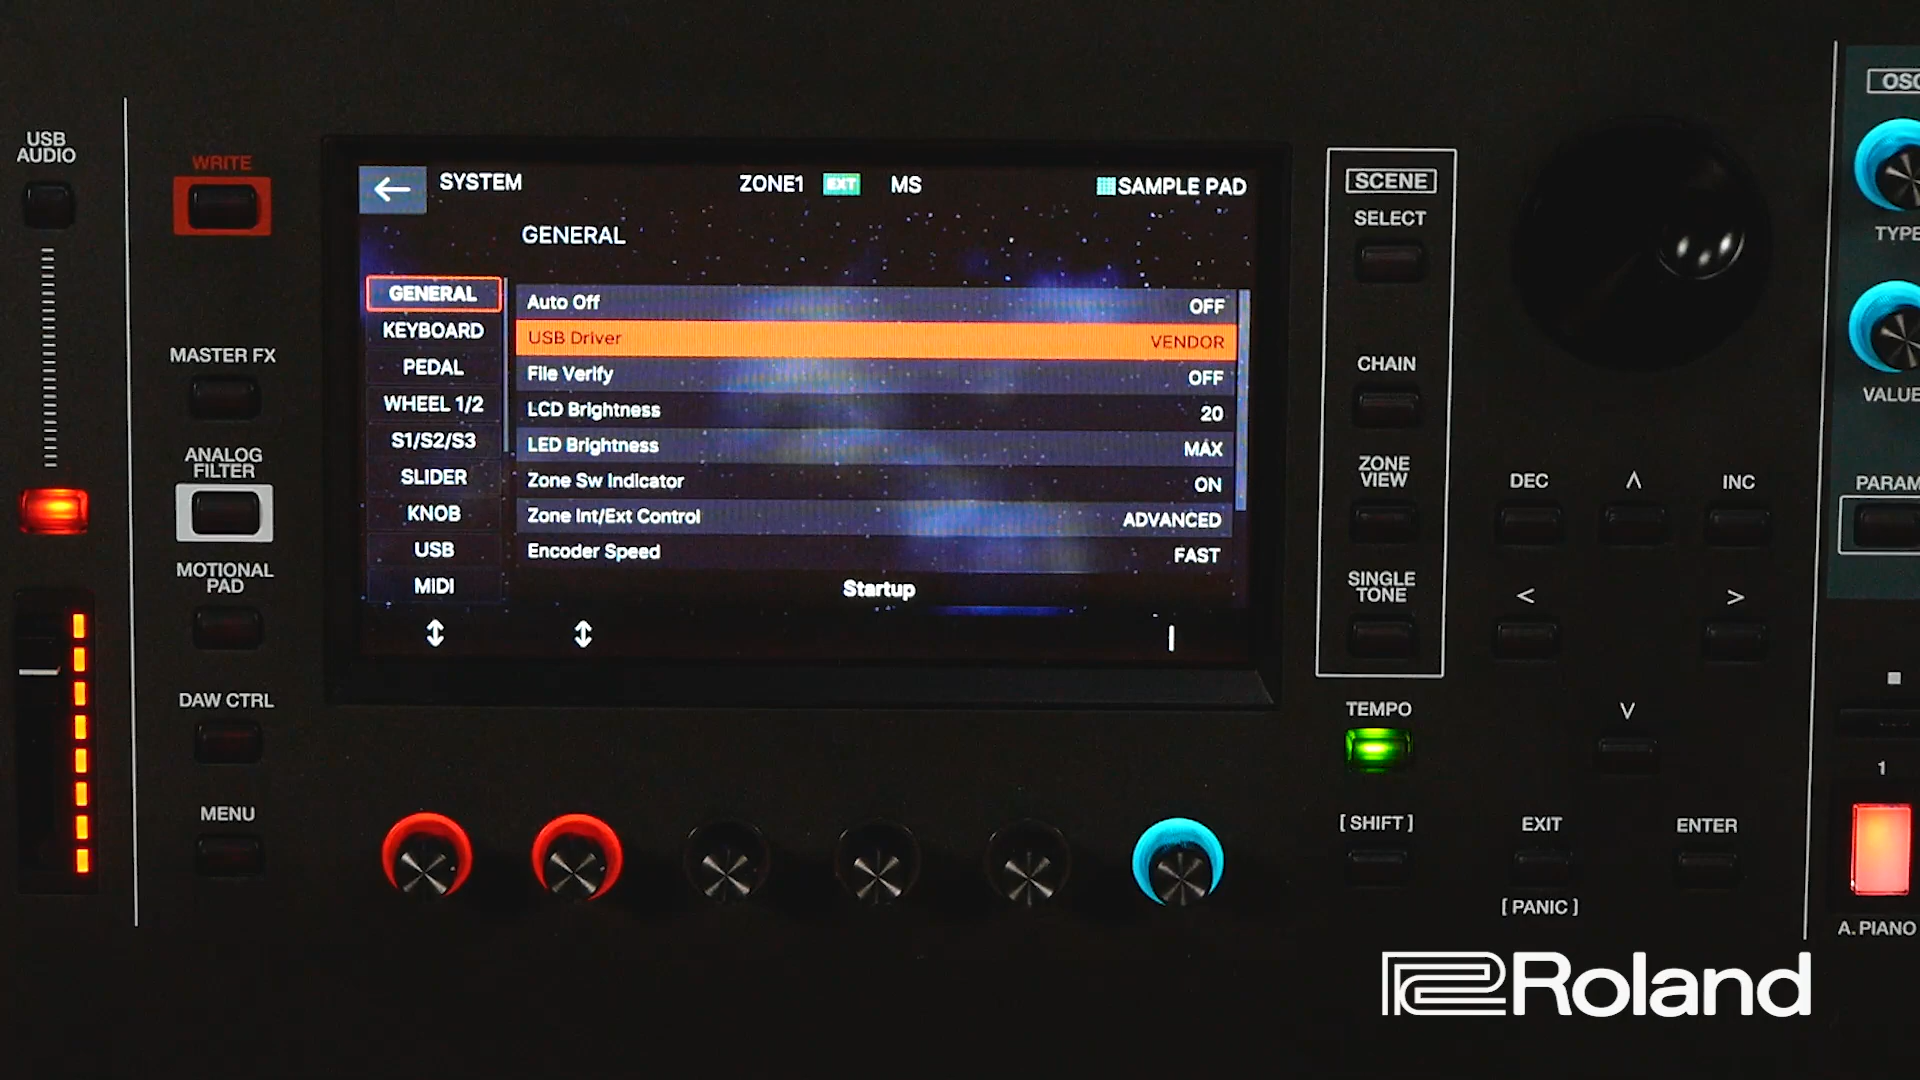 USB
AUDIO
WRITE
MASTER FX
ANALOG
FILTER
MOTIONAL
PAD
DAW CTRL
MENU
SYSTEM
ZONE1 EXT MS
SAMPLE PAD
GENERAL
GENERAL
KEYBOARD
PEDAL
WHEEL 1/2
S1/S2/S3
SLIDER
KNOB
USB
MIDI
Auto Off OFF
USB Driver VENDOR
File Verify OFF
LCD Brightness 20
LED Brightness MAX
Zone Sw Indicator ON
Zone Int/Ext Control ADVANCED
Encoder Speed FAST
Startup
SCENE
SELECT
CHAIN
ZONE
VIEW
SINGLE
TONE
TEMPO
[ SHIFT ]
DEC
INC
EXIT
[ PANIC ]
ENTER
VALUE
1
A.PIANO
Roland